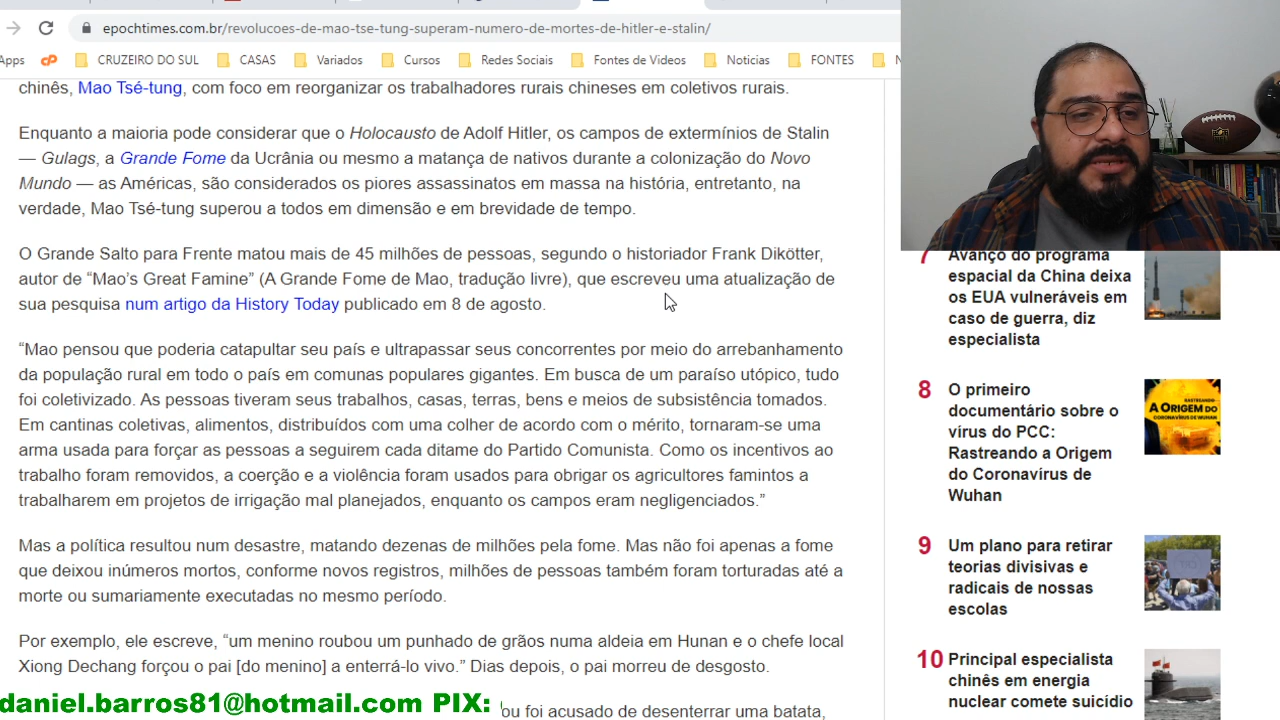 epochtimes.com.br/revolucoes-de-mao-tse-tung-superam-numero-de-mortes-de-hitler-e-stalin/
Apps
CRUZEIRO DO SUL
CASAS
Variados
Cursos
Redes Sociais
Fontes de Videos
Noticias
FONTES
chinês, Mao Tsé-tung, com foco em reorganizar os trabalhadores rurais chineses em coletivos rurais.
Enquanto a maioria pode considerar que o Holocausto de Adolf Hitler, os campos de extermínios de Stalin
— Gulags, a Grande Fome da Ucrânia ou mesmo a matança de nativos durante a colonização do Novo
Mundo — as Américas, são considerados os piores assassinatos em massa na história, entretanto, na
verdade, Mao Tsé-tung superou a todos em dimensão e em brevidade de tempo.
O Grande Salto para Frente matou mais de 45 milhões de pessoas, segundo o historiador Frank Dikötter,
autor de “Mao’s Great Famine” (A Grande Fome de Mao, tradução livre), que escreveu uma atualização de
sua pesquisa num artigo da History Today publicado em 8 de agosto.
“Mao pensou que poderia catapultar seu país e ultrapassar seus concorrentes por meio do arrebanhamento
da população rural em todo o país em comunas populares gigantes. Em busca de um paraíso utópico, tudo
foi coletivizado. As pessoas tiveram seus trabalhos, casas, terras, bens e meios de subsistência tomados.
Em cantinas coletivas, alimentos, distribuídos com uma colher de acordo com o mérito, tornaram-se uma
arma usada para forçar as pessoas a seguirem cada ditame do Partido Comunista. Como os incentivos ao
trabalho foram removidos, a coerção e a violência foram usados para obrigar os agricultores famintos a
trabalharem em projetos de irrigação mal planejados, enquanto os campos eram negligenciados.”
Mas a política resultou num desastre, matando dezenas de milhões pela fome. Mas não foi apenas a fome
que deixou inúmeros mortos, conforme novos registros, milhões de pessoas também foram torturadas até a
morte ou sumariamente executadas no mesmo período.
Por exemplo, ele escreve, “um menino roubou um punhado de grãos numa aldeia em Hunan e o chefe local
Xiong Dechang forçou o pai [do menino] a enterrá-lo vivo.” Dias depois, o pai morreu de desgosto.
ou foi acusado de desenterrar uma batata,
daniel.barros81@hotmail.com PIX:
7 Avanço do programa
espacial da China deixa
os EUA vulneráveis em
caso de guerra, diz
especialista
8 O primeiro
documentário sobre o
vírus do PCC:
Rastreando a Origem
do Coronavírus de
Wuhan
RASTREANDO
A ORIGEM DO
9 Um plano para retirar
teorias divisivas e
radicais de nossas
escolas
10 Principal especialista
chinês em energia
nuclear comete suicídio